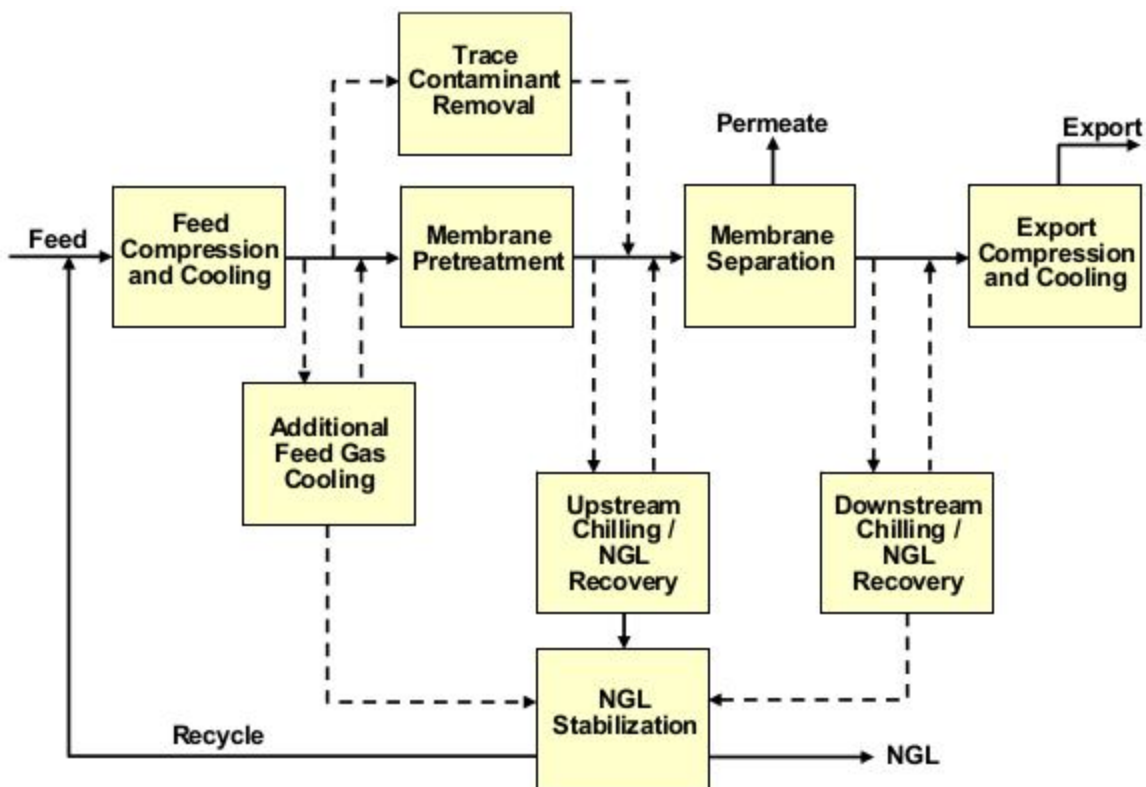 Trace
Contaminant
Removal
Permeate
Export
Feed
Feed
Compression
and Cooling
Membrane
Pretreatment
Membrane
Separation
Export
Compression
and Cooling
Additional
Feed Gas
Cooling
Upstream
Chilling /
NGL
Recovery
Downstream
Chilling /
NGL
Recovery
NGL
Stabilization
Recycle
NGL